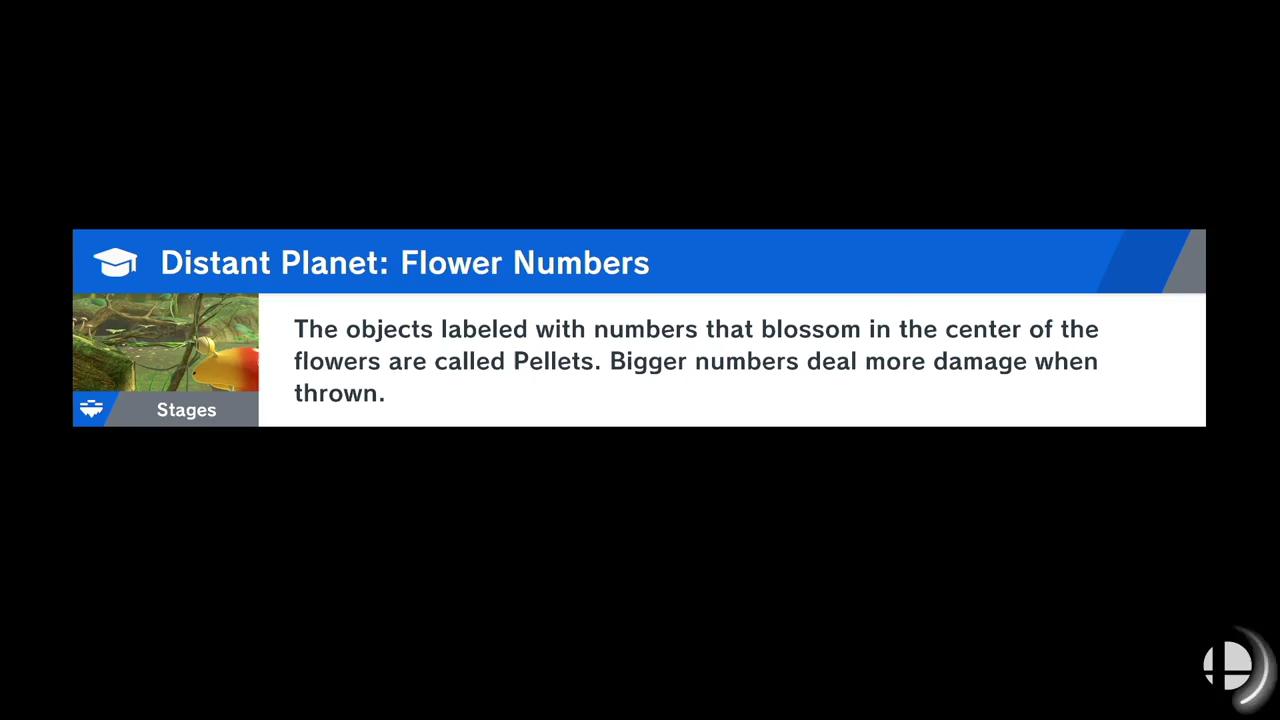 Distant Planet: Flower Numbers
The objects labeled with numbers that blossom in the center of the
flowers are called Pellets. Bigger numbers deal more damage when
thrown.
Stages